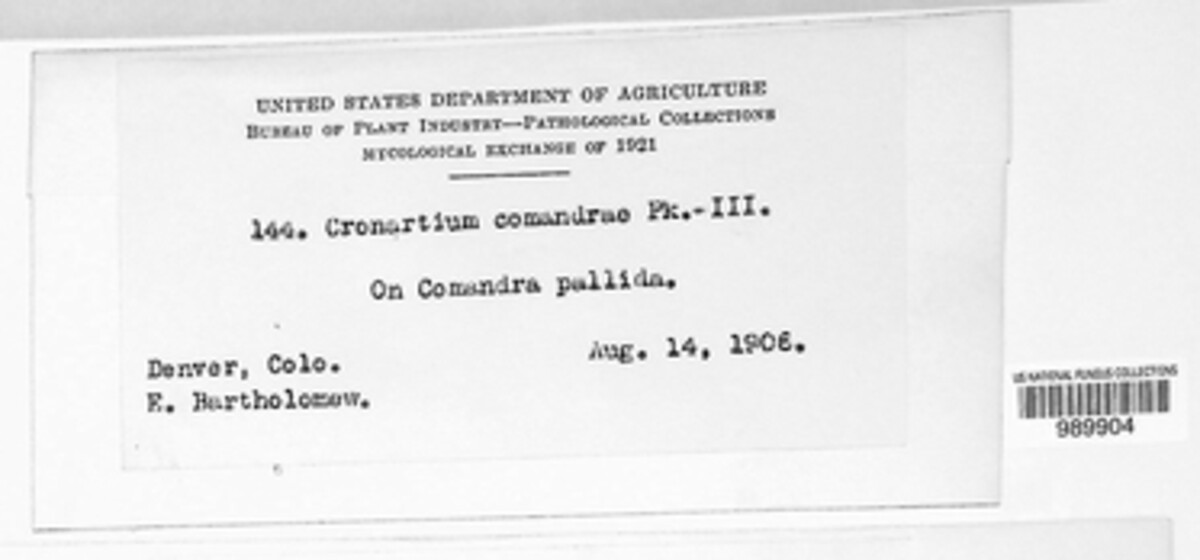 UNITED STATES DEPARTMENT OF AGRICULTURE
BUREAU OF PLANT INDUSTRY—PATHOLOGICAL COLLECTIONS
MYCOLOGICAL EXCHANGE OF 1921
144. Cronartium comandrae Pk.-III.
On Comandra pallida.
Aug. 14, 1906.
Denver, Colo.
E. Bartholomew.
US NATIONAL FUNGUS COLLECTIONS
989904